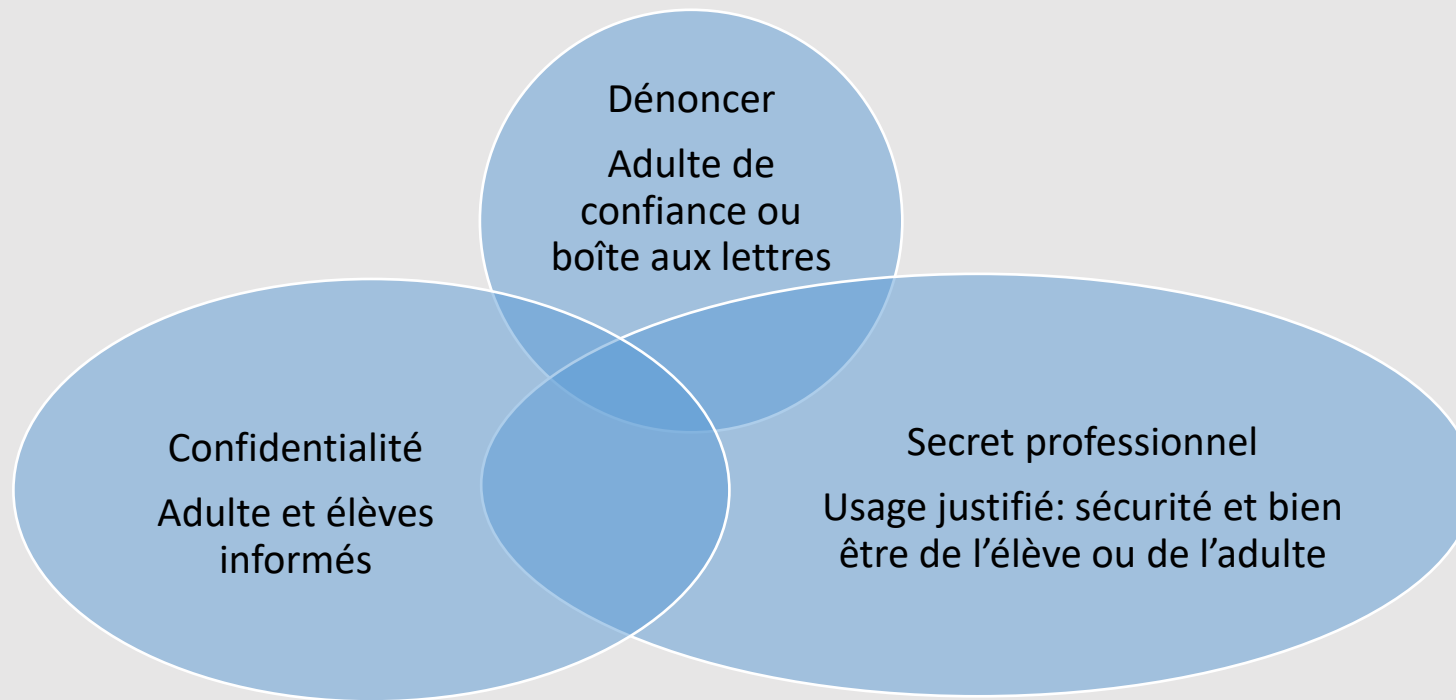 Dénoncer
Adulte de
confiance ou
boîte aux lettres
Confidentialité
Adulte et élèves
informés
Secret professionnel
Usage justifié: sécurité et bien
être de l'élève ou de l'adulte